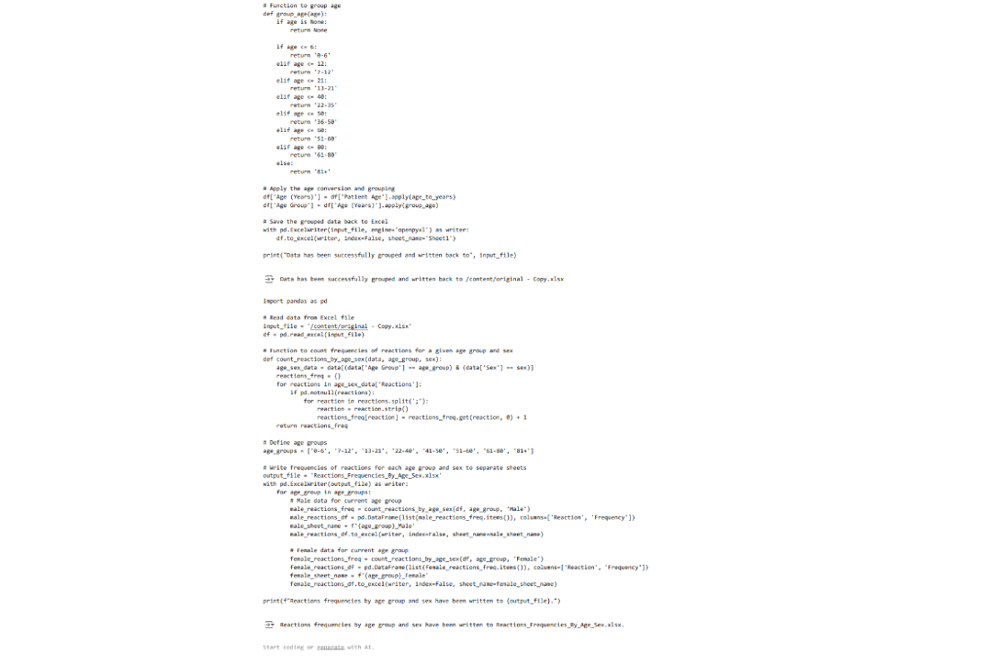 # Function to group age
def group_age(age):
    if age is None:
        return None
    if age <= 6:
        return '0-6'
    elif age <= 12:
        return '7-12'
    elif age <= 21:
        return '13-21'
    elif age <= 40:
        return '22-35'
    elif age <= 50:
        return '36-50'
    elif age <= 60:
        return '51-60'
    elif age <= 80:
        return '61-80'
    else:
        return '81+'
# Apply the age conversion and grouping
df['Age (Years)'] = df['Patient Age'].apply(age_to_years)
df['Age Group'] = df['Age (Years)'].apply(group_age)
# Save the grouped data back to Excel
with pd.ExcelWriter(input_file, engine='openpyxl') as writer:
    df.to_excel(writer, index=False, sheet_name='Sheet1')
print("Data has been successfully grouped and written back to", input_file)
Data has been successfully grouped and written back to /content/original - Copy.xlsx
import pandas as pd
# Read data from Excel file
input_file = '/content/original - Copy.xlsx'
df = pd.read_excel(input_file)
# Function to count frequencies of reactions for a given age group and sex
def count_reactions_by_age_sex(data, age_group, sex):
    age_sex_data = data[(data['Age Group'] == age_group) & (data['Sex'] == sex)]
    reactions_freq = {}
    for reactions in age_sex_data['Reactions']:
        if pd.notnull(reactions):
            for reaction in reactions.split(';'):
                reaction = reaction.strip()
                reactions_freq[reaction] = reactions_freq.get(reaction, 0) + 1
    return reactions_freq
# Define age groups
age_groups = ['0-6', '7-12', '13-21', '22-40', '41-50', '51-60', '61-80', '81+']
# Write frequencies of reactions for each age group and sex to separate sheets
output_file = 'Reactions_Frequencies_By_Age_Sex.xlsx'
with pd.ExcelWriter(output_file) as writer:
    for age_group in age_groups:
        # Male data for current age group
        male_reactions_freq = count_reactions_by_age_sex(df, age_group, 'Male')
        male_reactions_df = pd.DataFrame(list(male_reactions_freq.items()), columns=['Reaction', 'Frequency'])
        male_sheet_name = f'{age_group}_Male'
        male_reactions_df.to_excel(writer, index=False, sheet_name=male_sheet_name)
        # Female data for current age group
        female_reactions_freq = count_reactions_by_age_sex(df, age_group, 'Female')
        female_reactions_df = pd.DataFrame(list(female_reactions_freq.items()), columns=['Reaction', 'Frequency'])
        female_sheet_name = f'{age_group}_Female'
        female_reactions_df.to_excel(writer, index=False, sheet_name=female_sheet_name)
print(f"Reactions frequencies by age group and sex have been written to {output_file}.")
Reactions frequencies by age group and sex have been written to Reactions_Frequencies_By_Age_Sex.xlsx.
Start coding or generate with AI.